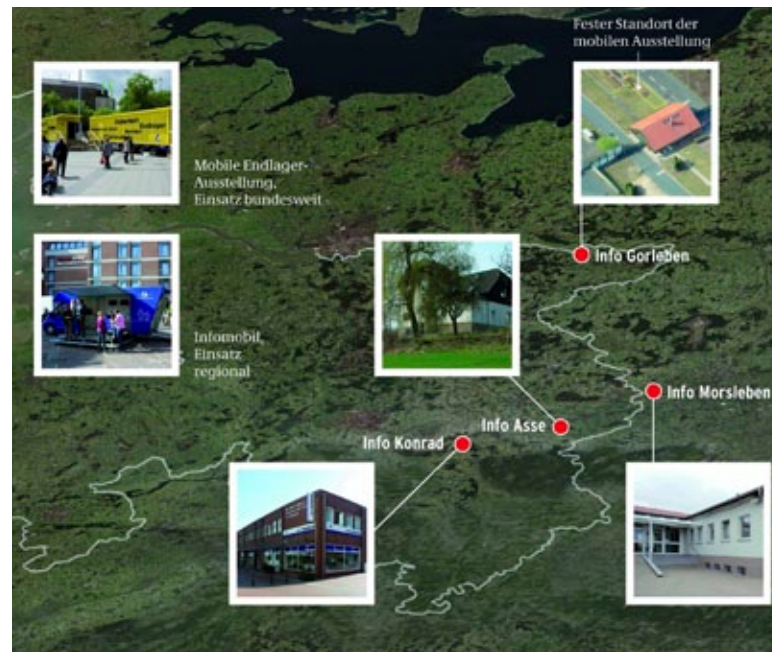 Fester Standort der
mobilen Ausstellung
Mobile Endlager-
Ausstellung,
Einsatz bundesweit
Info Gorleben
Infomobil,
Einsatz
regional
Info Morsleben
Info Asse
Info Konrad